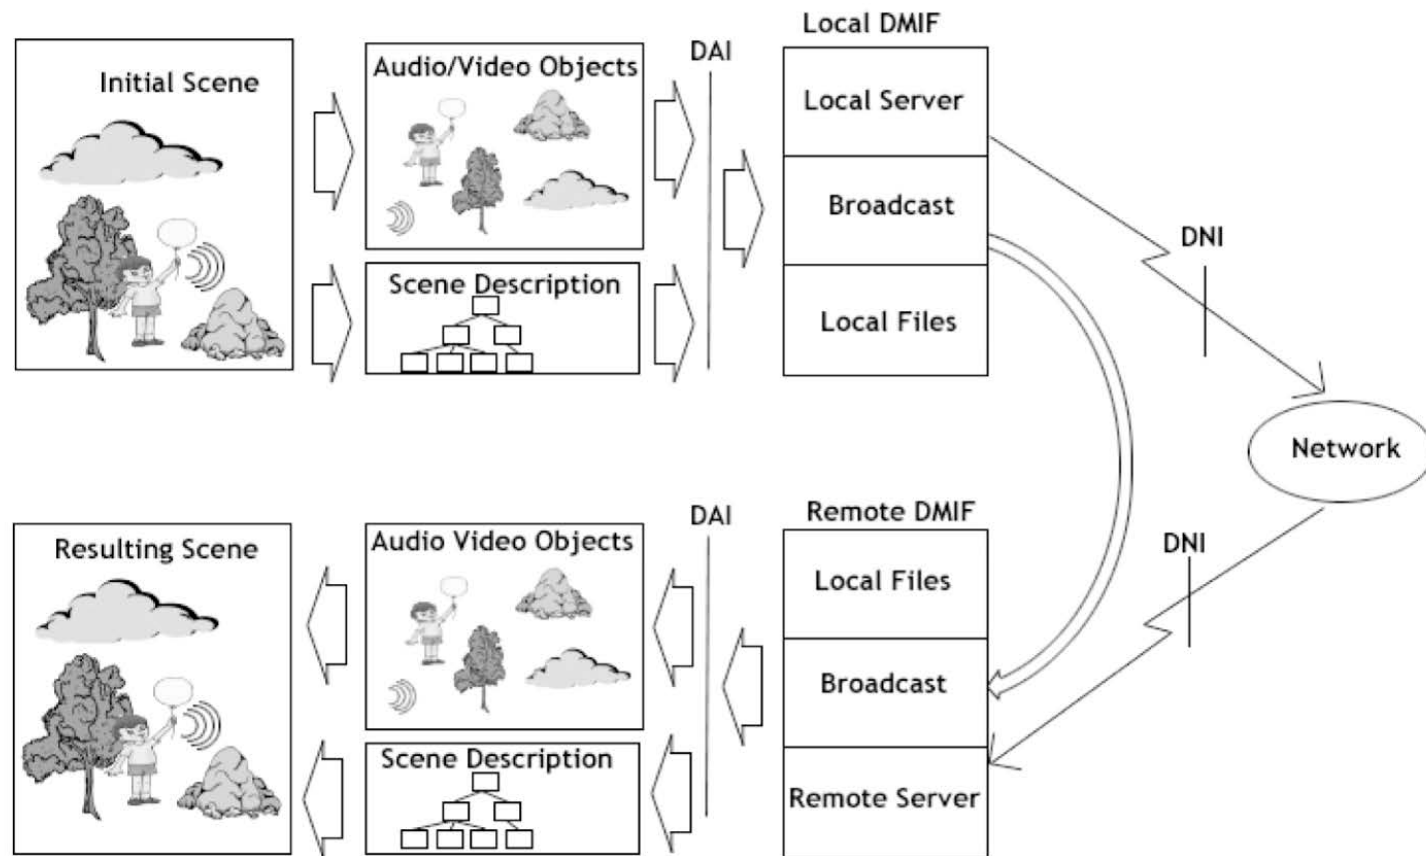 Local DMIF
Initial Scene
Audio/Video Objects
DAI
Local Server
Broadcast
DNI
Scene Description
Local Files
Network
Remote DMIF
DAI
Resulting Scene
Audio Video Objects
DNI
Local Files
Broadcast
Scene Description
Remote Server